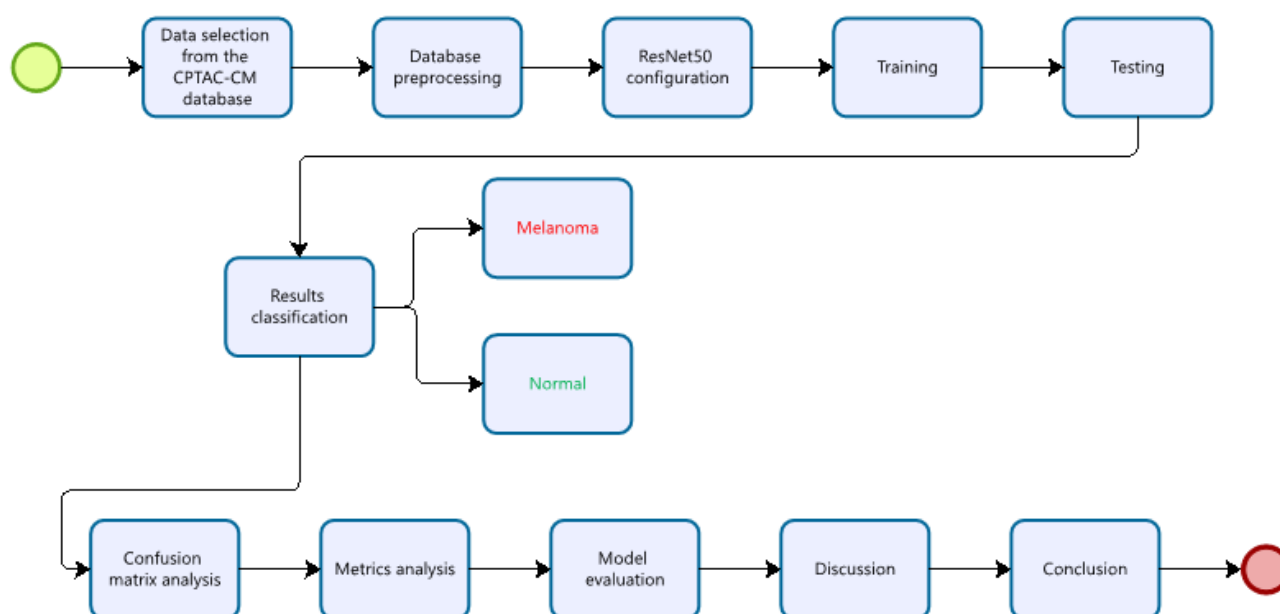 Data selection
from the
CPTAC-CM
database
Database
preprocessing
ResNet50
configuration
Training
Testing
Melanoma
Results
classification
Normal
Confusion
matrix analysis
Metrics analysis
Model
evaluation
Discussion
Conclusion